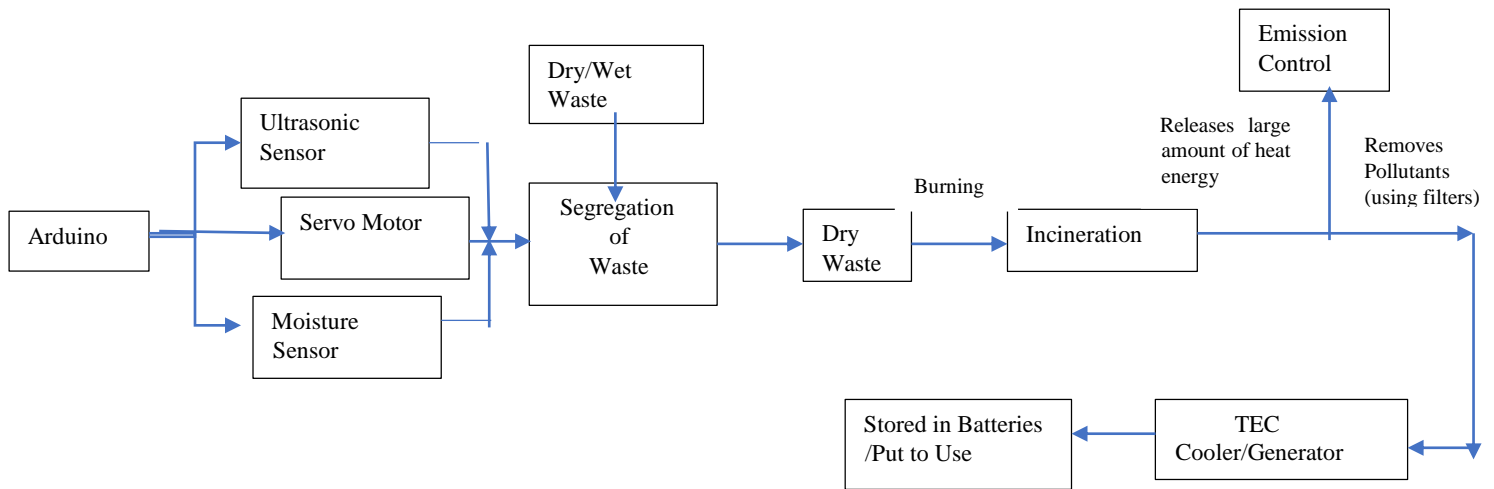 Arduino
Ultrasonic
Sensor
Servo Motor
Moisture
Sensor
Dry/Wet
Waste
Segregation
of
Waste
Dry
Waste
Burning
Incineration
Releases large
amount of heat
energy
Emission
Control
Removes
Pollutants
(using filters)
TEC
Cooler/Generator
Stored in Batteries
/Put to Use